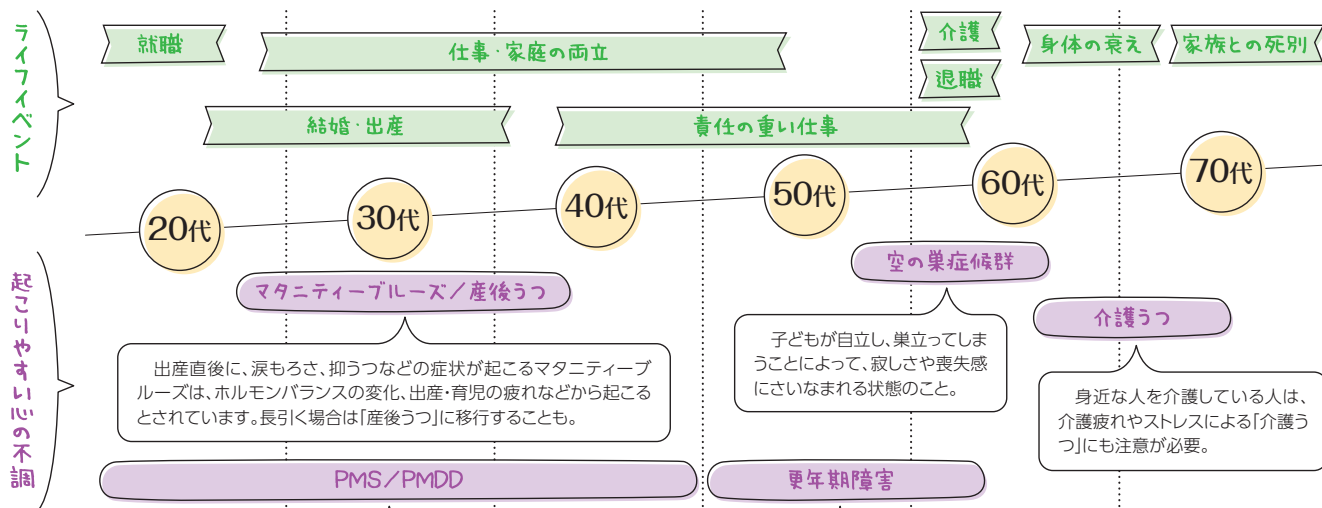 ライフイベント
就職
仕事・家庭の両立
介護
身体の衰え
家族との死別
退職
結婚・出産
責任の重い仕事
20代
30代
40代
50代
60代
70代
起こりやすい心の不調
マタニティーブルーズ／産後うつ
出産直後に、涙もろさ、抑うつなどの症状が起こるマタニティーブ
ルーズは、ホルモンバランスの変化、出産・育児の疲れなどから起こる
とされています。長引く場合は「産後うつ」に移行することも。
空の巣症候群
子どもが自立し、巣立ってしま
うことによって、寂しさや喪失感
にさいなまれる状態のこと。
介護うつ
身近な人を介護している人は、
介護疲れやストレスによる「介護う
つ」にも注意が必要。
PMS／PMDD
更年期障害